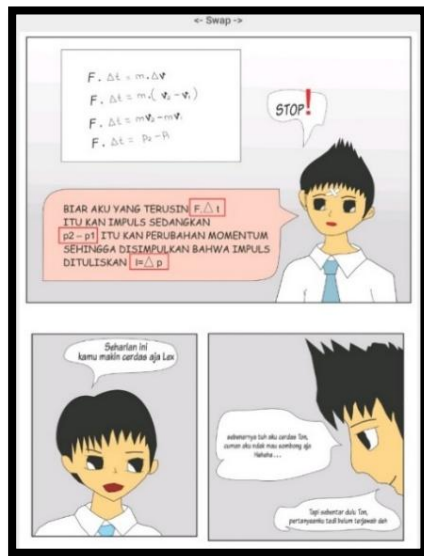 <- Swap ->
F. Δt = m. Δv
F. Δt = m. (v₂ - v₁)
F. Δt = mv₂ - mv₁
F. Δt = p₂ - p₁
STOP!
BIAR AKU YANG TERUSIN F.△ t
ITU KAN IMPULS SEDANGKAN
p2 – p1 ITU KAN PERUBAHAN MOMENTUM
SEHINGGA DISIMPULKAN BAHWA IMPULS
DITULISKAN I=△ p
Seharian ini
kamu makin cerdas aja Lex
sebenarnya tuh aku cerdas Tom,
cuman aku ndak mau sombong aja
Hehehe . . .
Tapi sebentar dulu Tom,
pertanyaanku tadi belum terjawab deh